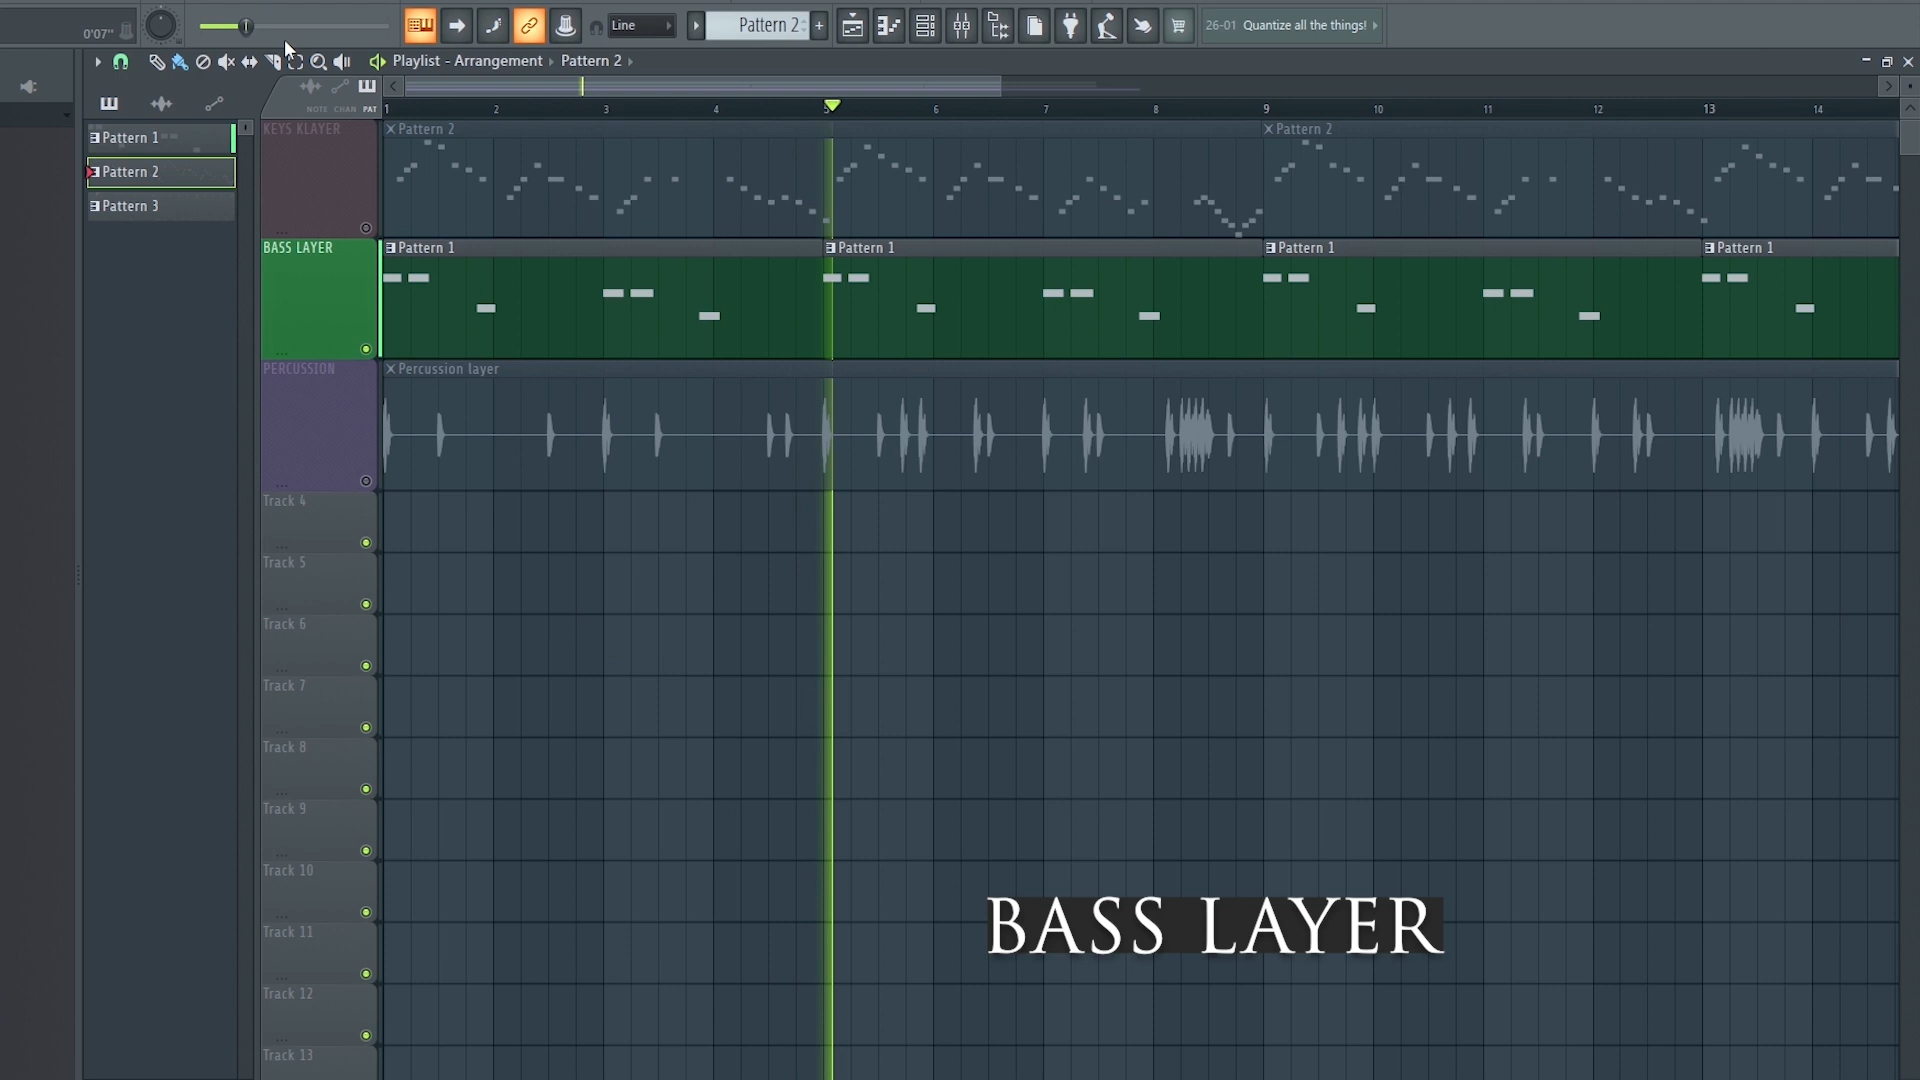 0'07"
Line
Pattern 2
+
26-01 Quantize all the things!
Playlist - Arrangement › Pattern 2 ›
NOTE CHAN PAT
1 2 3 4 5 6 7 8 9 10 11 12 13 14
Pattern 1
Pattern 2
Pattern 3
KEYS KLAYER
Pattern 2
Pattern 2
BASS LAYER
Pattern 1
Pattern 1
Pattern 1
Pattern 1
PERCUSSION
Percussion layer
Track 4
Track 5
Track 6
Track 7
Track 8
Track 9
Track 10
Track 11
Track 12
Track 13
BASS LAYER